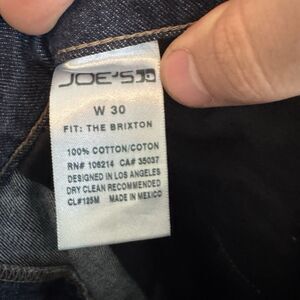 JOE'S
W 30
FIT: THE BRIXTON
100% COTTON/COTON
RN# 106214 CA# 35037
DESIGNED IN LOS ANGELES
DRY CLEAN RECOMMENDED
CL#125M MADE IN MEXICO